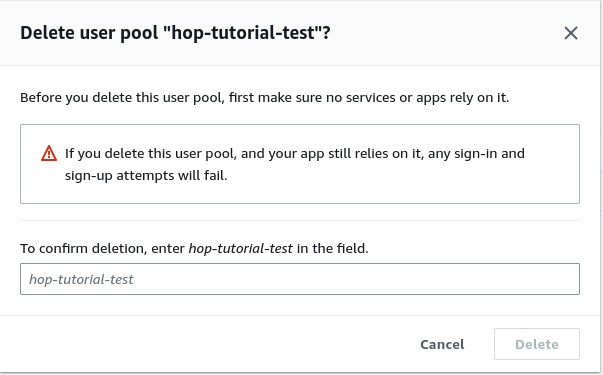 Delete user pool "hop-tutorial-test"?
Before you delete this user pool, first make sure no services or apps rely on it.
If you delete this user pool, and your app still relies on it, any sign-in and
sign-up attempts will fail.
To confirm deletion, enter hop-tutorial-test in the field.
hop-tutorial-test
Cancel
Delete